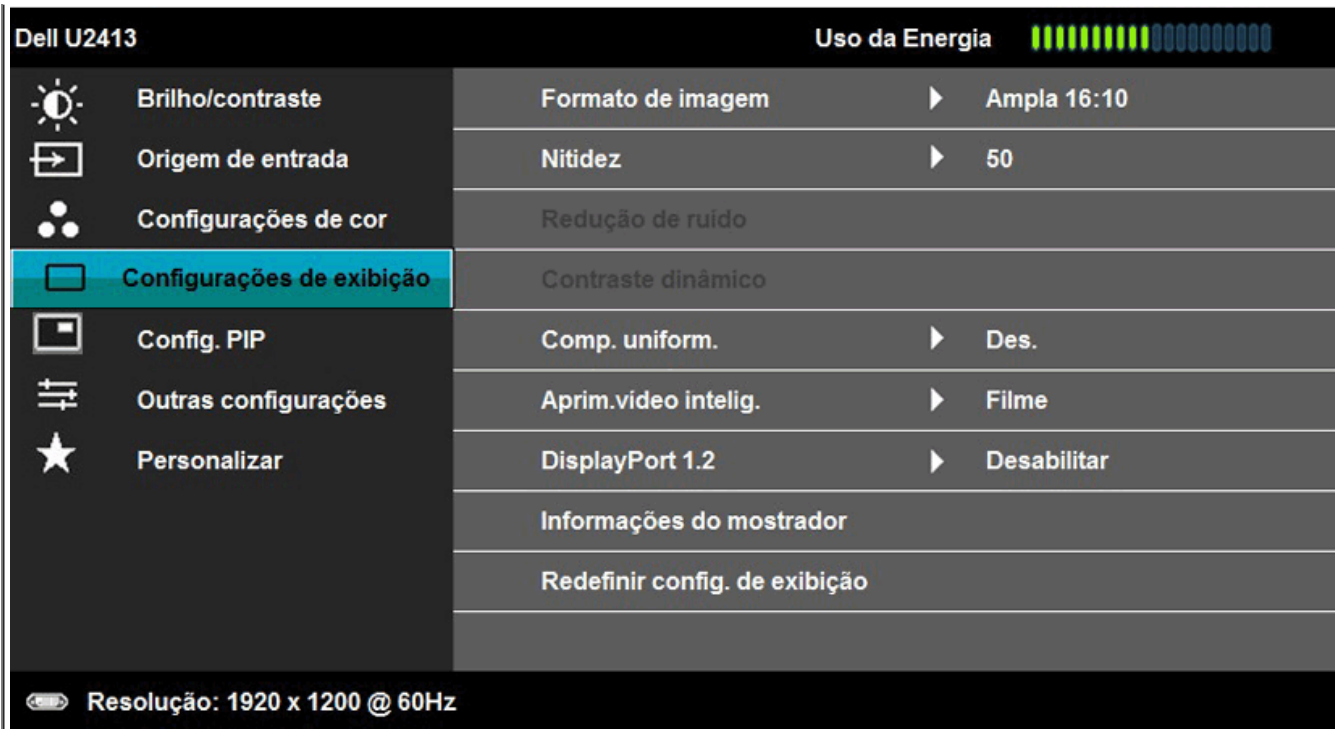 Dell U2413 Uso da Energia
Brilho/contraste Formato de imagem Ampla 16:10
Origem de entrada Nitidez 50
Configurações de cor Redução de ruído
Configurações de exibição Contraste dinâmico
Config. PIP Comp. uniform. Des.
Outras configurações Aprim.vídeo intelig. Filme
Personalizar DisplayPort 1.2 Desabilitar
Informações do mostrador
Redefinir config. de exibição
Resolução: 1920 x 1200 @ 60Hz